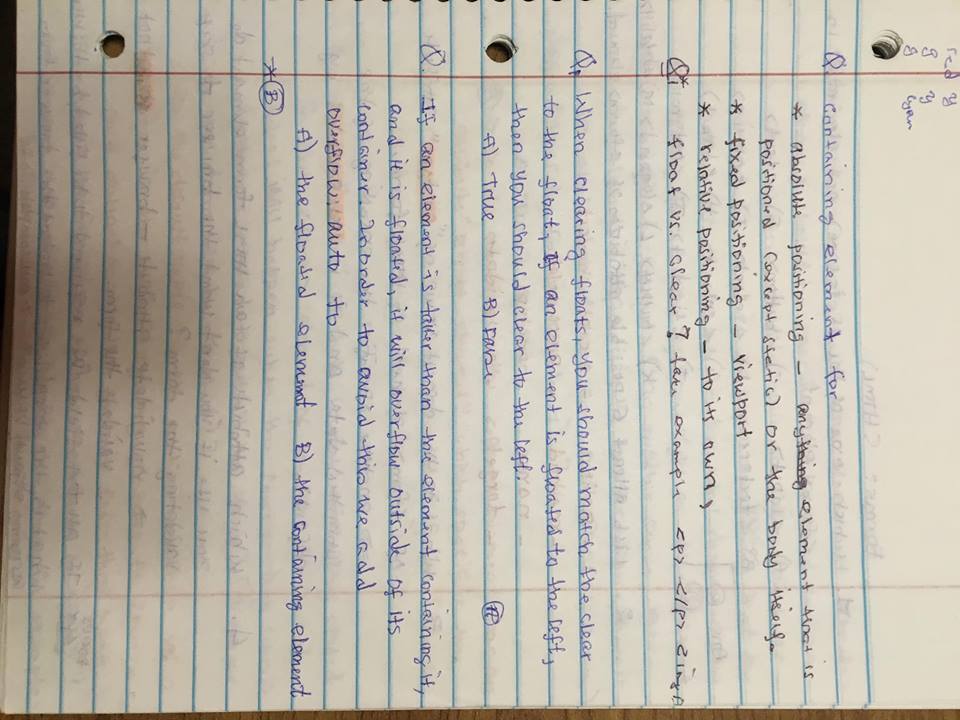 red
cyan
Q. Containing element for
* absolute positioning - anything element that is
positioned (except static) or the body itself.
* fixed positioning - viewport
* relative positioning - to its own,
Q* float vs. clear ? take example <p> </p> <img
Q. When clearing floats, you should match the clear
to the float, If an element is floated to the left,
then you should clear to the left.
A) True B) False
Q. If an element is taller than the element containing it,
and it is floated, it will overflow outside of its
container. In order to avoid this we add
overflow: auto to
A) the floated element B) the containing element
* (B)